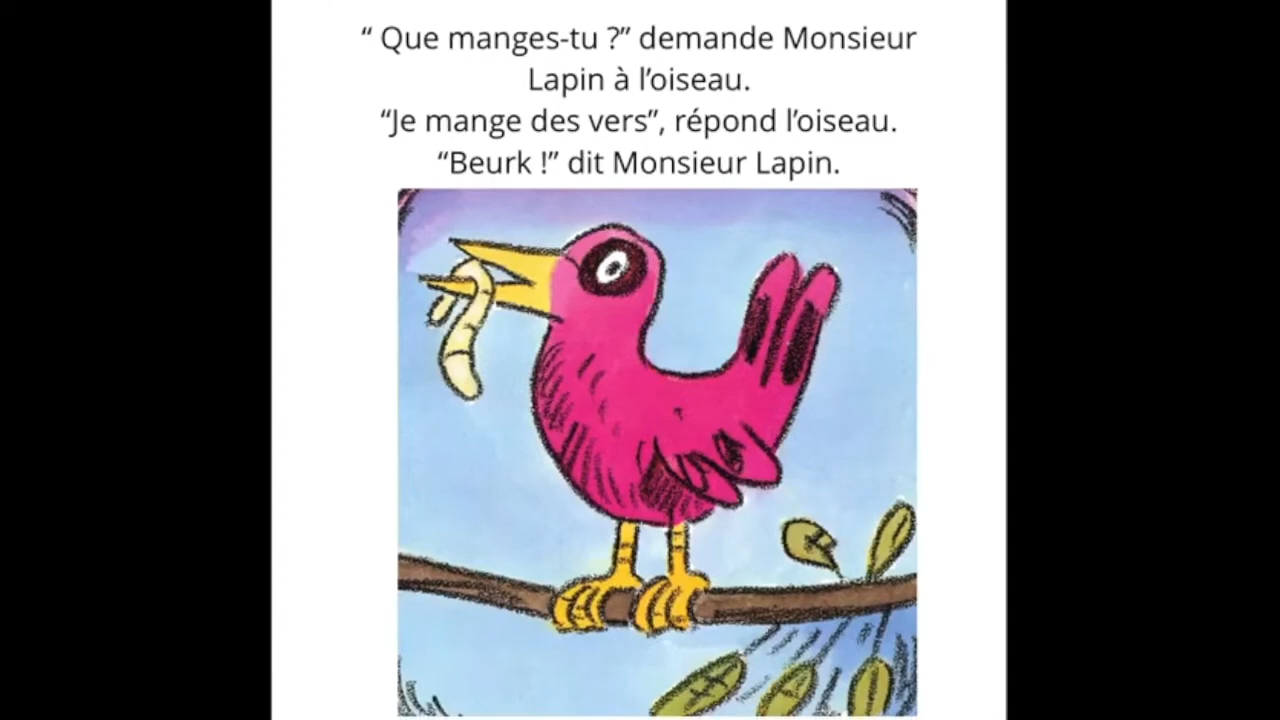 “ Que manges-tu ?” demande Monsieur
Lapin à l’oiseau.
“Je mange des vers”, répond l’oiseau.
“Beurk !” dit Monsieur Lapin.